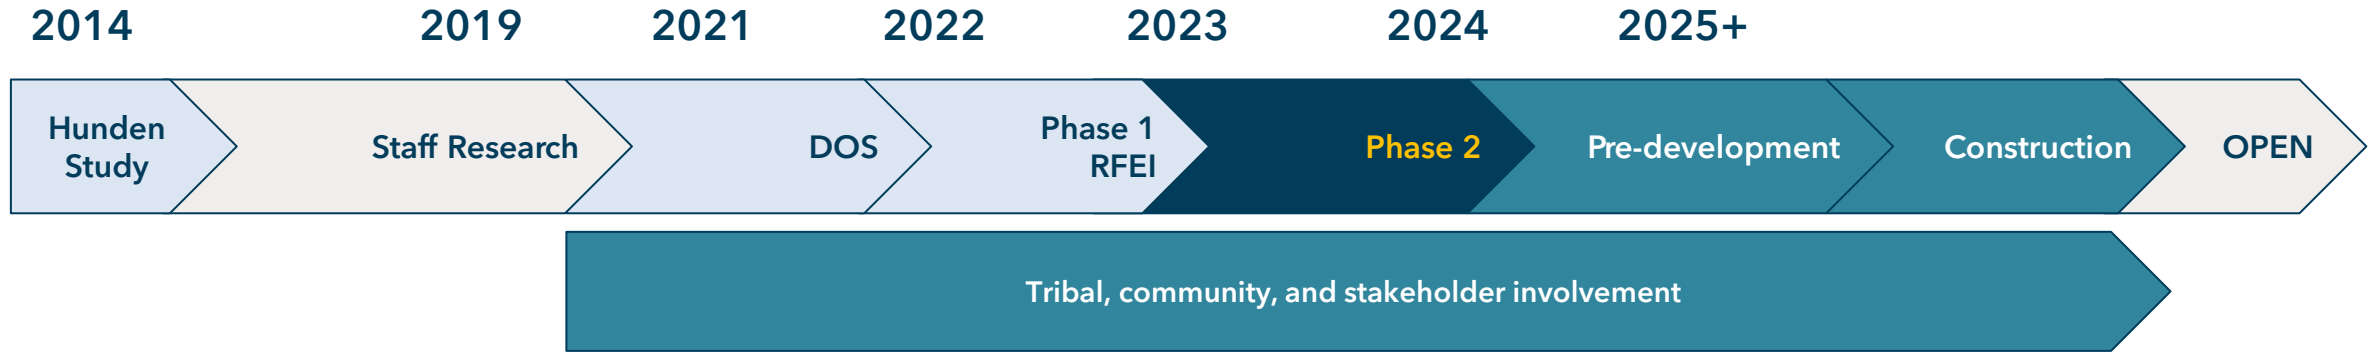 2014 2019 2021 2022 2023 2024 2025+
Hunden
Study
Staff Research
DOS
Phase 1
RFEI
Phase 2
Pre-development
Construction
OPEN
Tribal, community, and stakeholder involvement